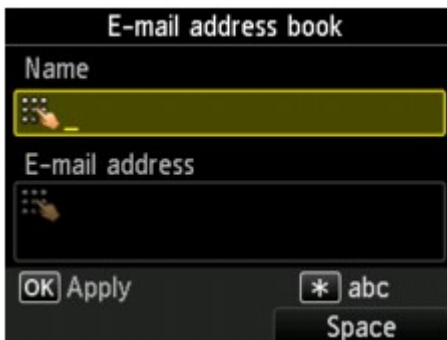 E-mail address book
Name
_
E-mail address
OK Apply * abc
Space